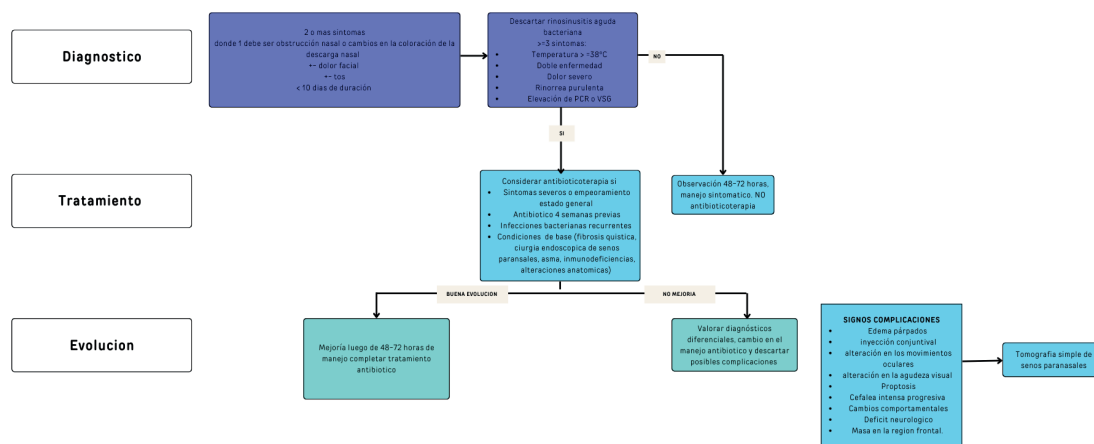 Diagnostico
2 o mas sintomas
donde 1 debe ser obstrucción nasal o cambios en la coloración de la
descarga nasal
+- dolor facial
+- tos
< 10 dias de duración
Descartar rinosinusitis aguda
bacteriana
>=3 sintomas:
• Temperatura > =38°C
• Doble enfermedad
• Dolor severo
• Rinorrea purulenta
• Elevación de PCR o VSG
NO
SI
Tratamiento
Considerar antibioticoterapia si
• Sintomas severos o empeoramiento
estado general
• Antibiotico 4 semanas previas
• Infecciones bacterianas recurrentes
• Condiciones de base (fibrosis quistica,
cirugia endoscopica de senos
paransales, asma, inmunodeficiencias,
alteraciones anatomicas)
Observación 48-72 horas,
manejo sintomatico. NO
antibioticoterapia
BUENA EVOLUCION
NO MEJORIA
Evolucion
Mejoría luego de 48-72 horas de
manejo completar tratamiento
antibiotico
Valorar diagnósticos
diferenciales, cambio en el
manejo antibiotico y descartar
posibles complicaciones
SIGNOS COMPLICACIONES
• Edema párpados
• inyección conjuntival
• alteración en los movimientos
oculares
• alteración en la agudeza visual
• Proptosis
• Cefalea intensa progresiva
• Cambios comportamentales
• Deficit neurologico
• Masa en la region frontal.
Tomografia simple de
senos paranasales